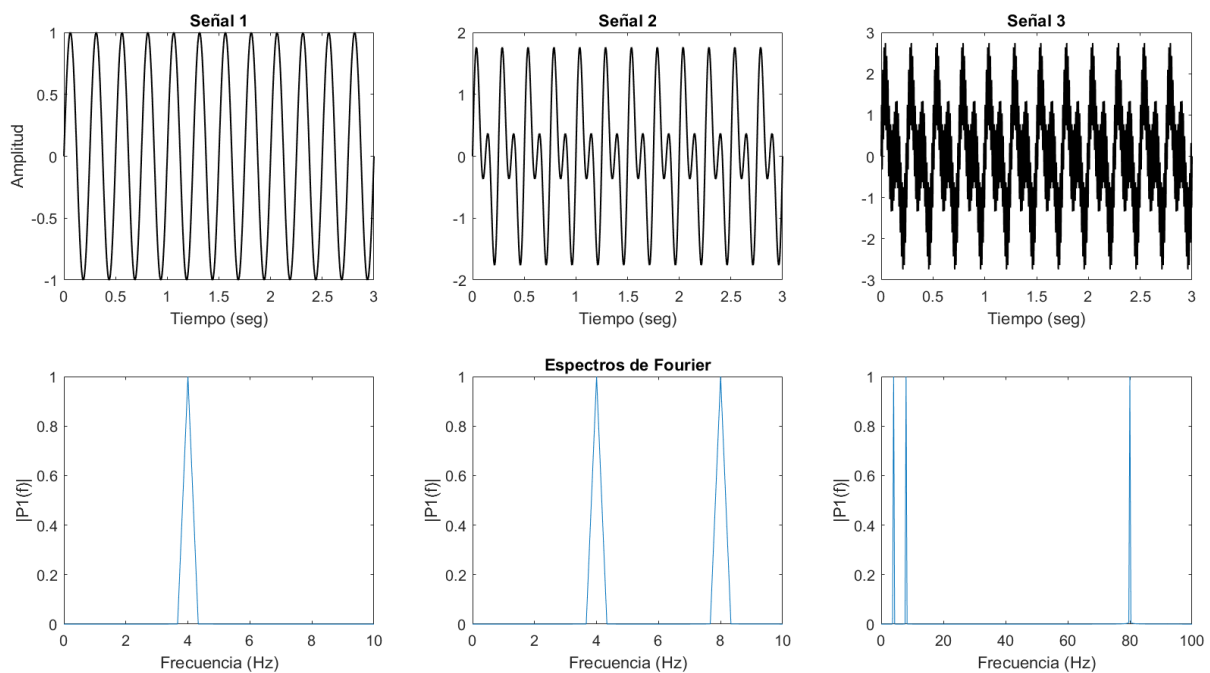 Señal 1
1
0.5
0
-0.5
-1
Amplitud
0 0.5 1 1.5 2 2.5 3
Tiempo (seg)
Señal 2
2
1
0
-1
-2
0 0.5 1 1.5 2 2.5 3
Tiempo (seg)
Señal 3
3
2
1
0
-1
-2
-3
0 0.5 1 1.5 2 2.5 3
Tiempo (seg)
1
0.8
0.6
0.4
0.2
0
|P1(f)|
0 2 4 6 8 10
Frecuencia (Hz)
Espectros de Fourier
1
0.8
0.6
0.4
0.2
0
|P1(f)|
0 2 4 6 8 10
Frecuencia (Hz)
1
0.8
0.6
0.4
0.2
0
|P1(f)|
0 20 40 60 80 100
Frecuencia (Hz)